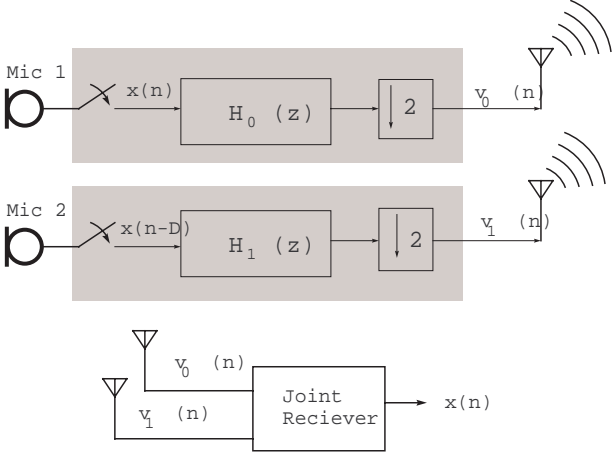 Mic 1
x(n)
H0 (z)
2
v0 (n)
Mic 2
x(n-D)
H1 (z)
2
v1 (n)
v0 (n)
v1 (n)
Joint
Reciever
x(n)